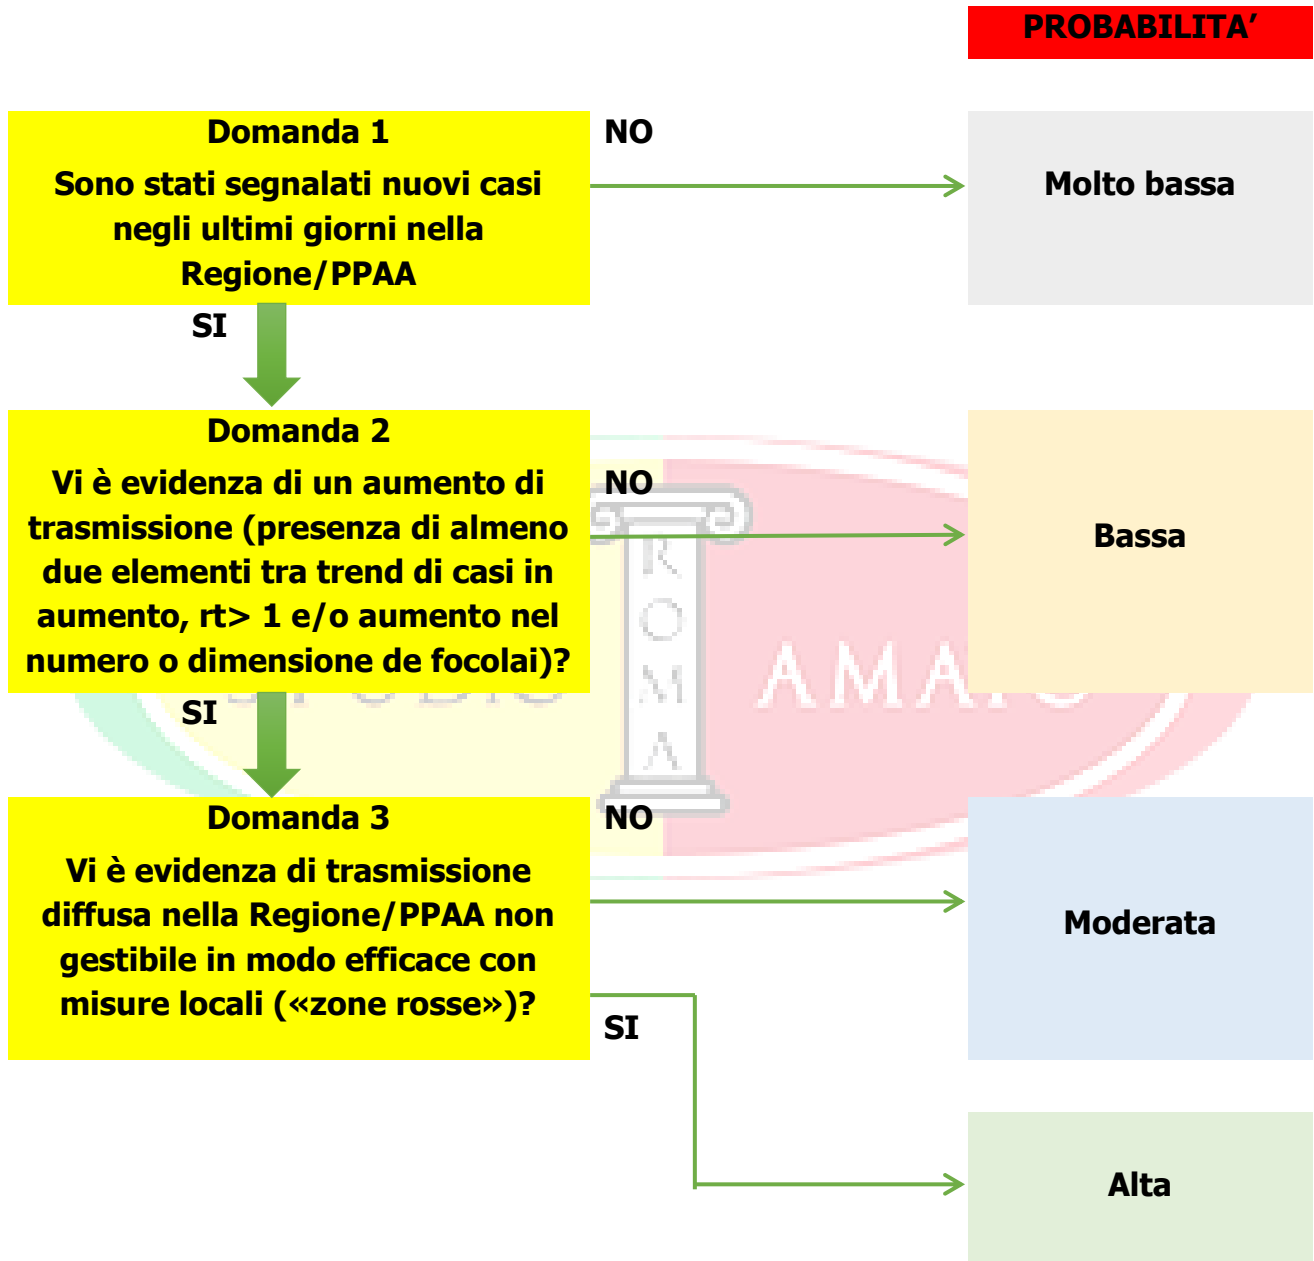 PROBABILITA’
Domanda 1
Sono stati segnalati nuovi casi
negli ultimi giorni nella
Regione/PPAA
NO
Molto bassa
SI
Domanda 2
Vi è evidenza di un aumento di
trasmissione (presenza di almeno
due elementi tra trend di casi in
aumento, rt> 1 e/o aumento nel
numero o dimensione de focolai)?
NO
Bassa
SI
Domanda 3
Vi è evidenza di trasmissione
diffusa nella Regione/PPAA non
gestibile in modo efficace con
misure locali («zone rosse»)?
NO
Moderata
SI
Alta
ROMA